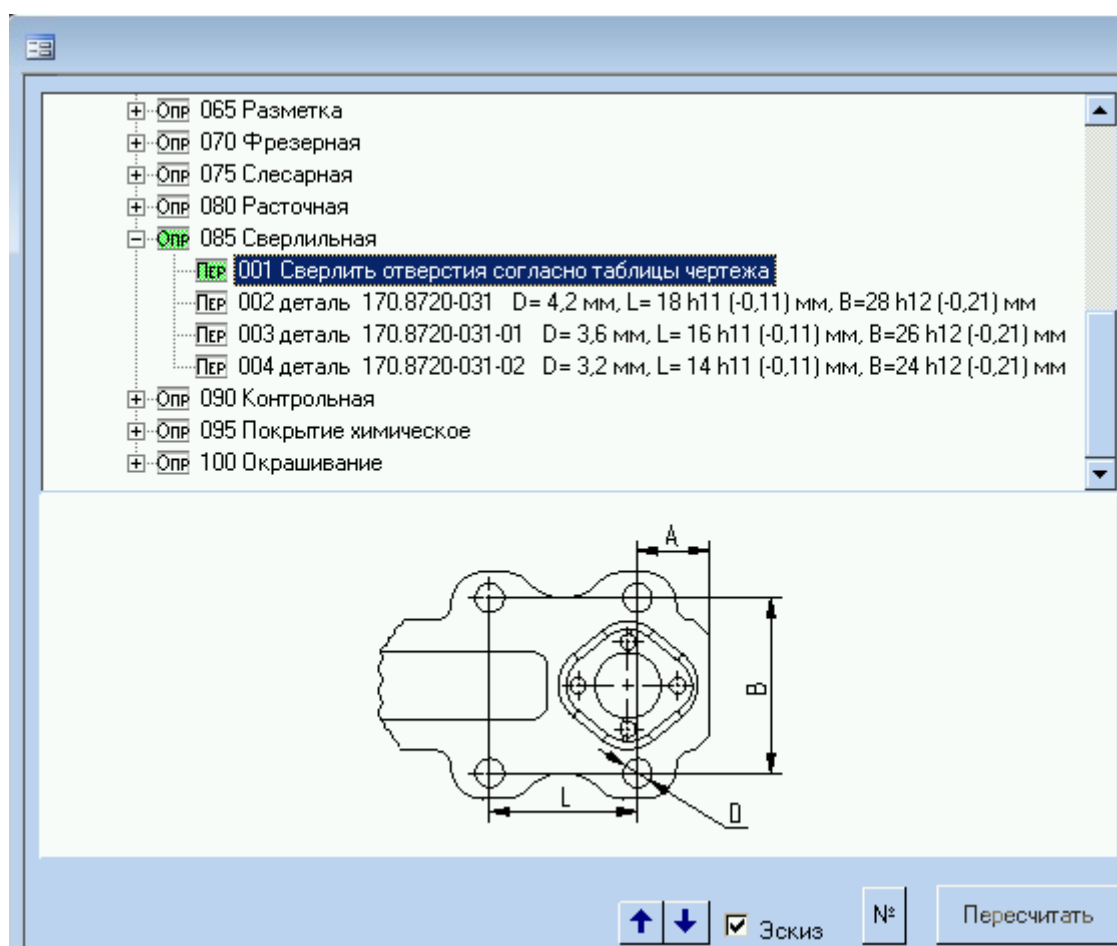 Опр 065 Разметка
Опр 070 Фрезерная
Опр 075 Слесарная
Опр 080 Расточная
Опр 085 Сверлильная
Пер 001 Сверлить отверстия согласно таблицы чертежа
Пер 002 деталь 170.8720-031 D= 4,2 мм, L= 18 h11 (-0,11) мм, B=28 h12 (-0,21) мм
Пер 003 деталь 170.8720-031-01 D= 3,6 мм, L= 16 h11 (-0,11) мм, B=26 h12 (-0,21) мм
Пер 004 деталь 170.8720-031-02 D= 3,2 мм, L= 14 h11 (-0,11) мм, B=24 h12 (-0,21) мм
Опр 090 Контрольная
Опр 095 Покрытие химическое
Опр 100 Окрашивание
A
B
L
D
Эскиз
№
Пересчитать